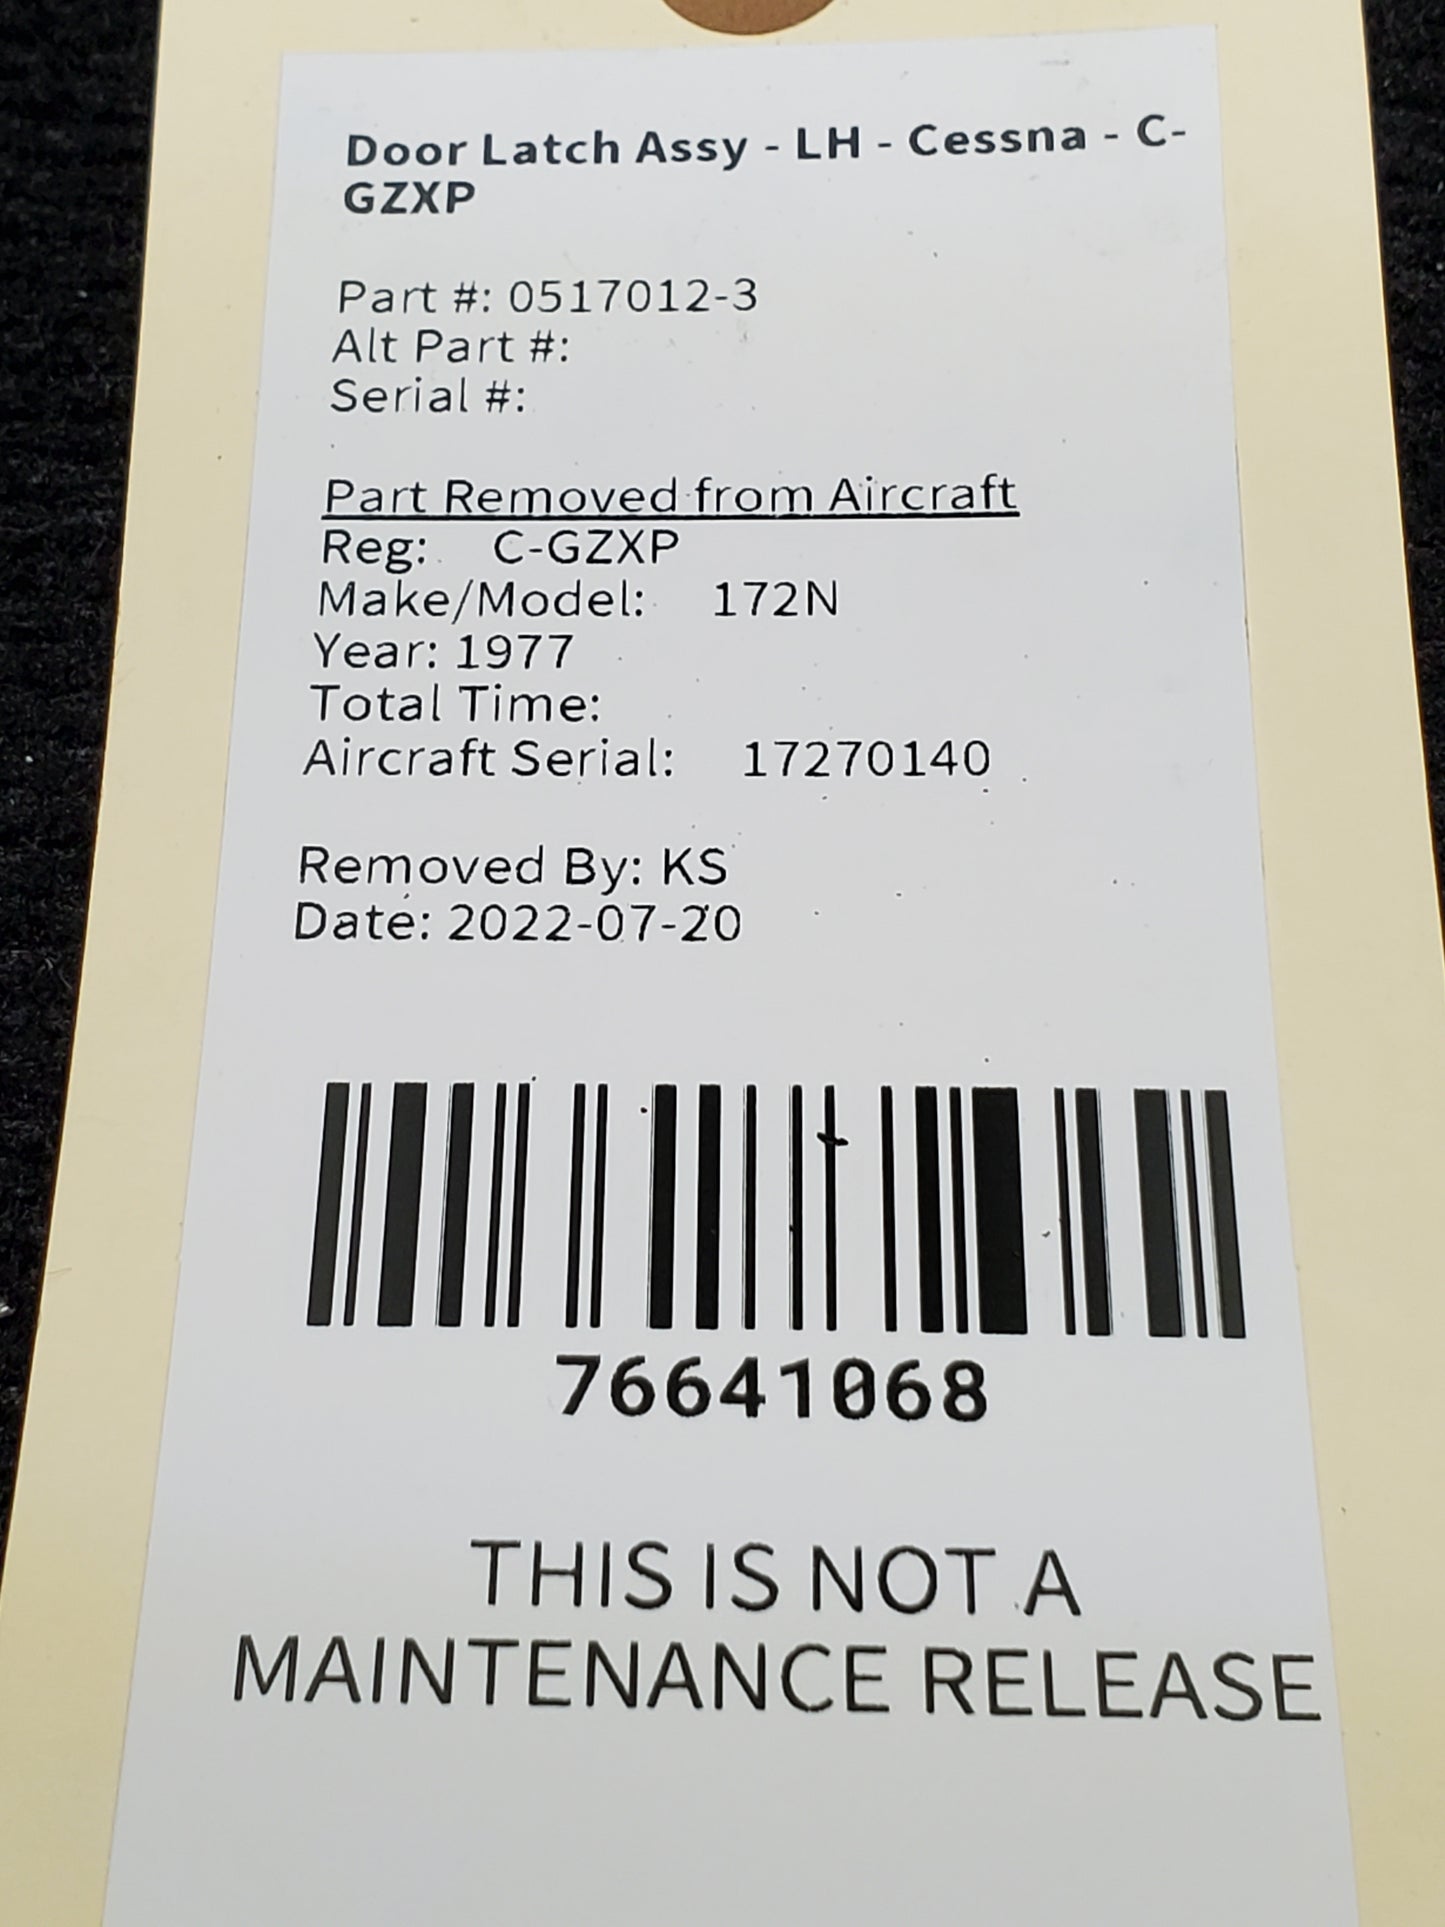 Door Latch Assy - LH - Cessna - C-
GZXP
Part #: 0517012-3
Alt Part #:
Serial #:
Part Removed from Aircraft
Reg: C-GZXP
Make/Model: 172N
Year: 1977
Total Time:
Aircraft Serial: 17270140
Removed By: KS
Date: 2022-07-20
76641068
THIS IS NOT A
MAINTENANCE RELEASE